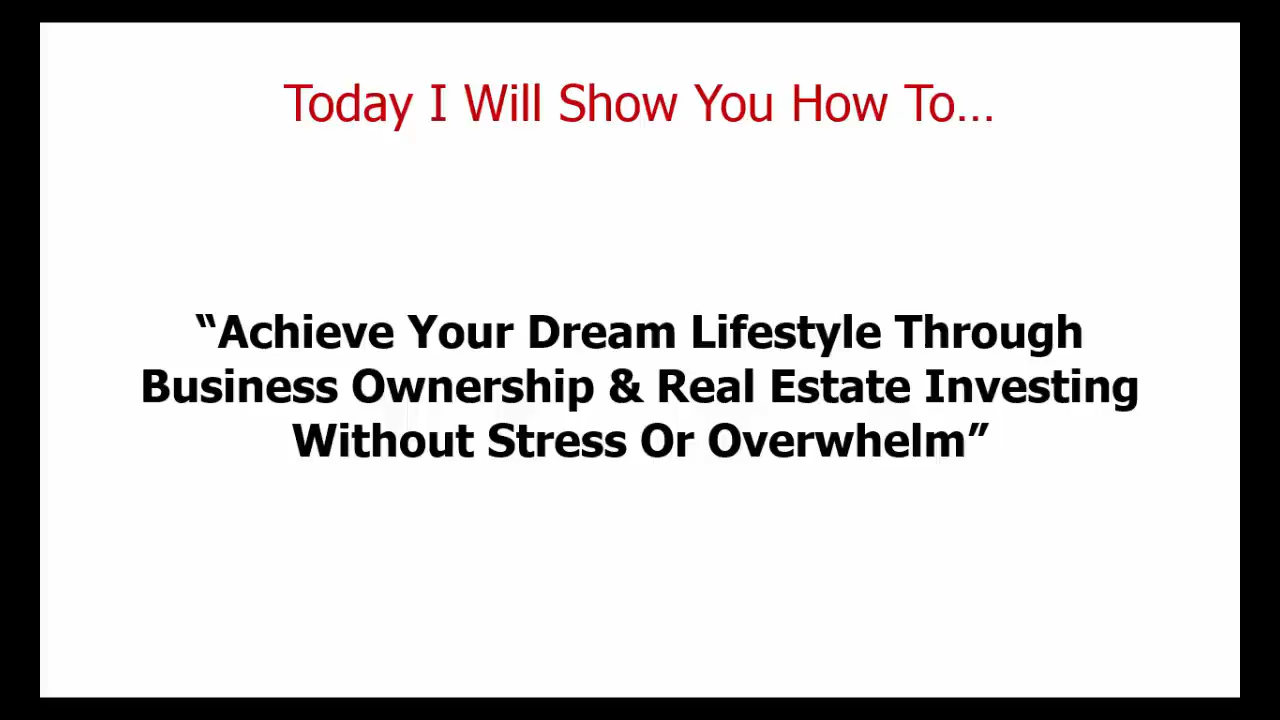 Today I Will Show You How To...
“Achieve Your Dream Lifestyle Through
Business Ownership & Real Estate Investing
Without Stress Or Overwhelm”